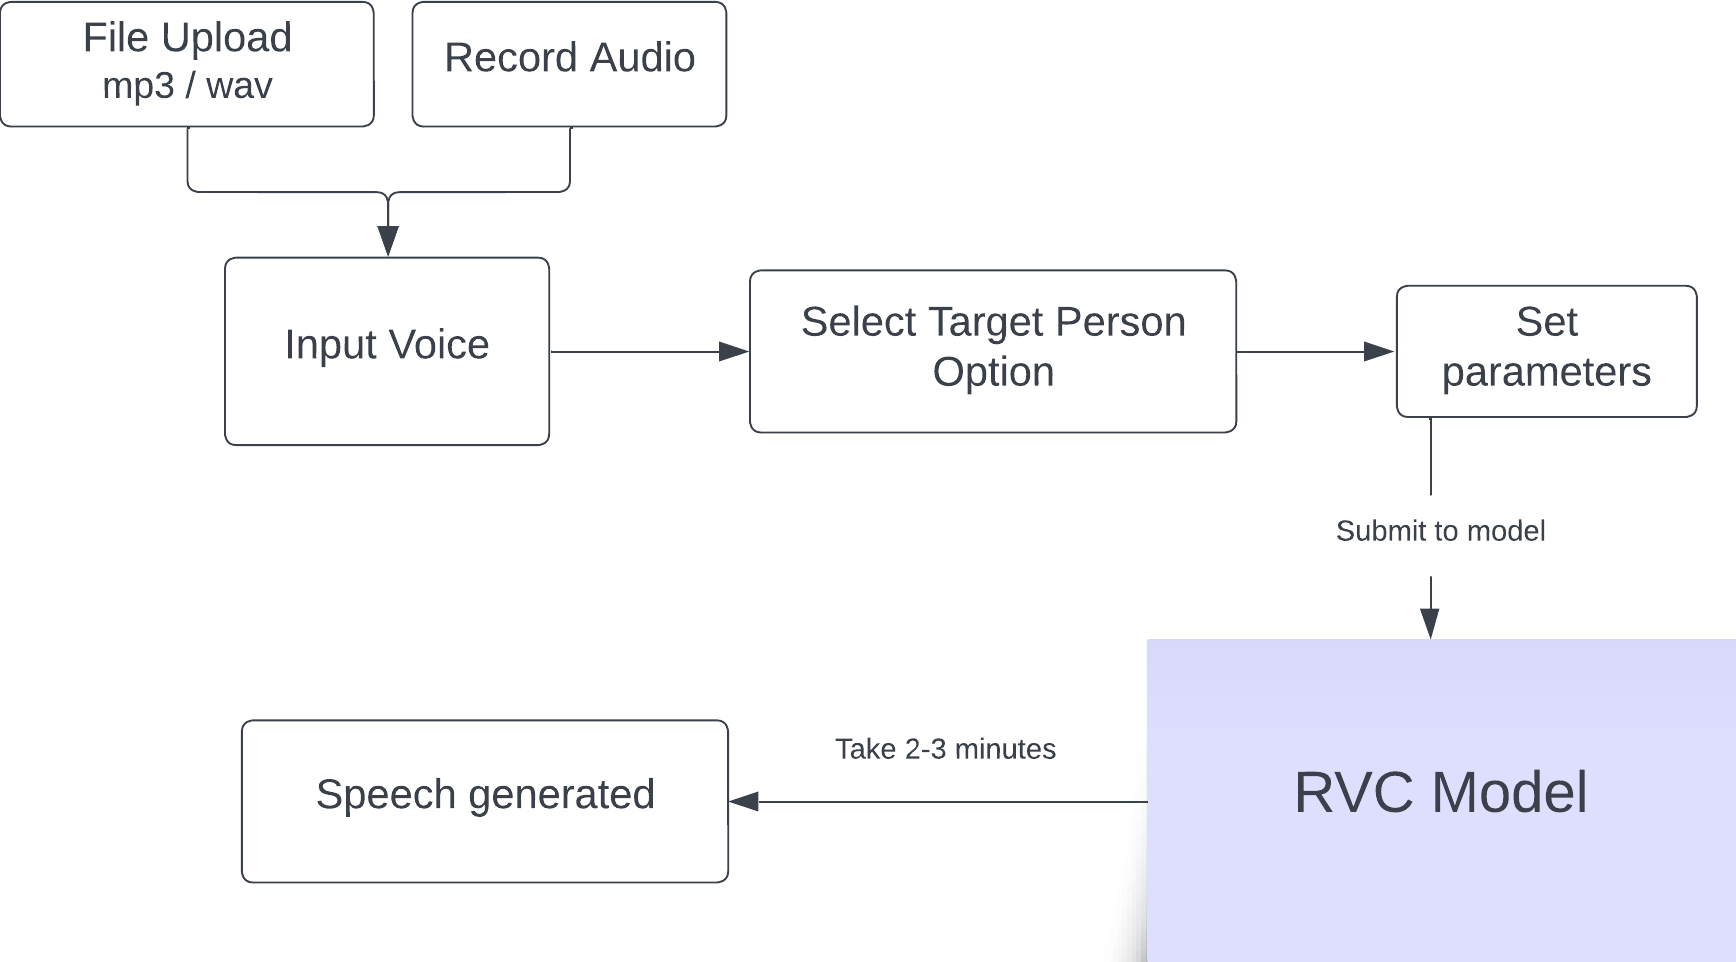 File Upload
mp3 / wav
Record Audio
Input Voice
Select Target Person
Option
Set
parameters
Submit to model
Take 2-3 minutes
Speech generated
RVC Model